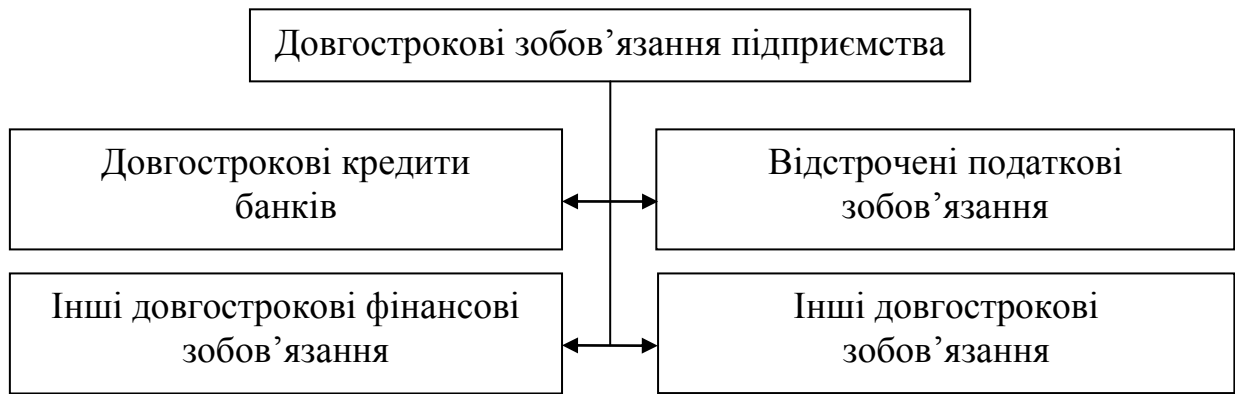 Довгострокові зобов’язання підприємства
Довгострокові кредити
банків
Відстрочені податкові
зобов’язання
Інші довгострокові фінансові
зобов’язання
Інші довгострокові
зобов’язання